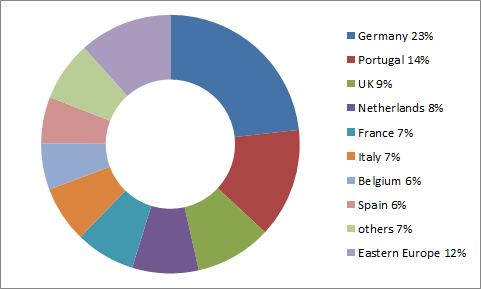 Germany 23%
Portugal 14%
UK 9%
Netherlands 8%
France 7%
Italy 7%
Belgium 6%
Spain 6%
others 7%
Eastern Europe 12%